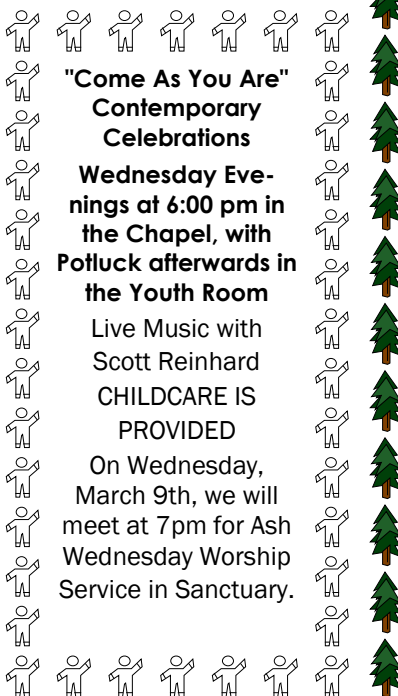 "Come As You Are"
Contemporary
Celebrations
Wednesday Eve-
nings at 6:00 pm in
the Chapel, with
Potluck afterwards in
the Youth Room
Live Music with
Scott Reinhard
CHILDCARE IS
PROVIDED
On Wednesday,
March 9th, we will
meet at 7pm for Ash
Wednesday Worship
Service in Sanctuary.